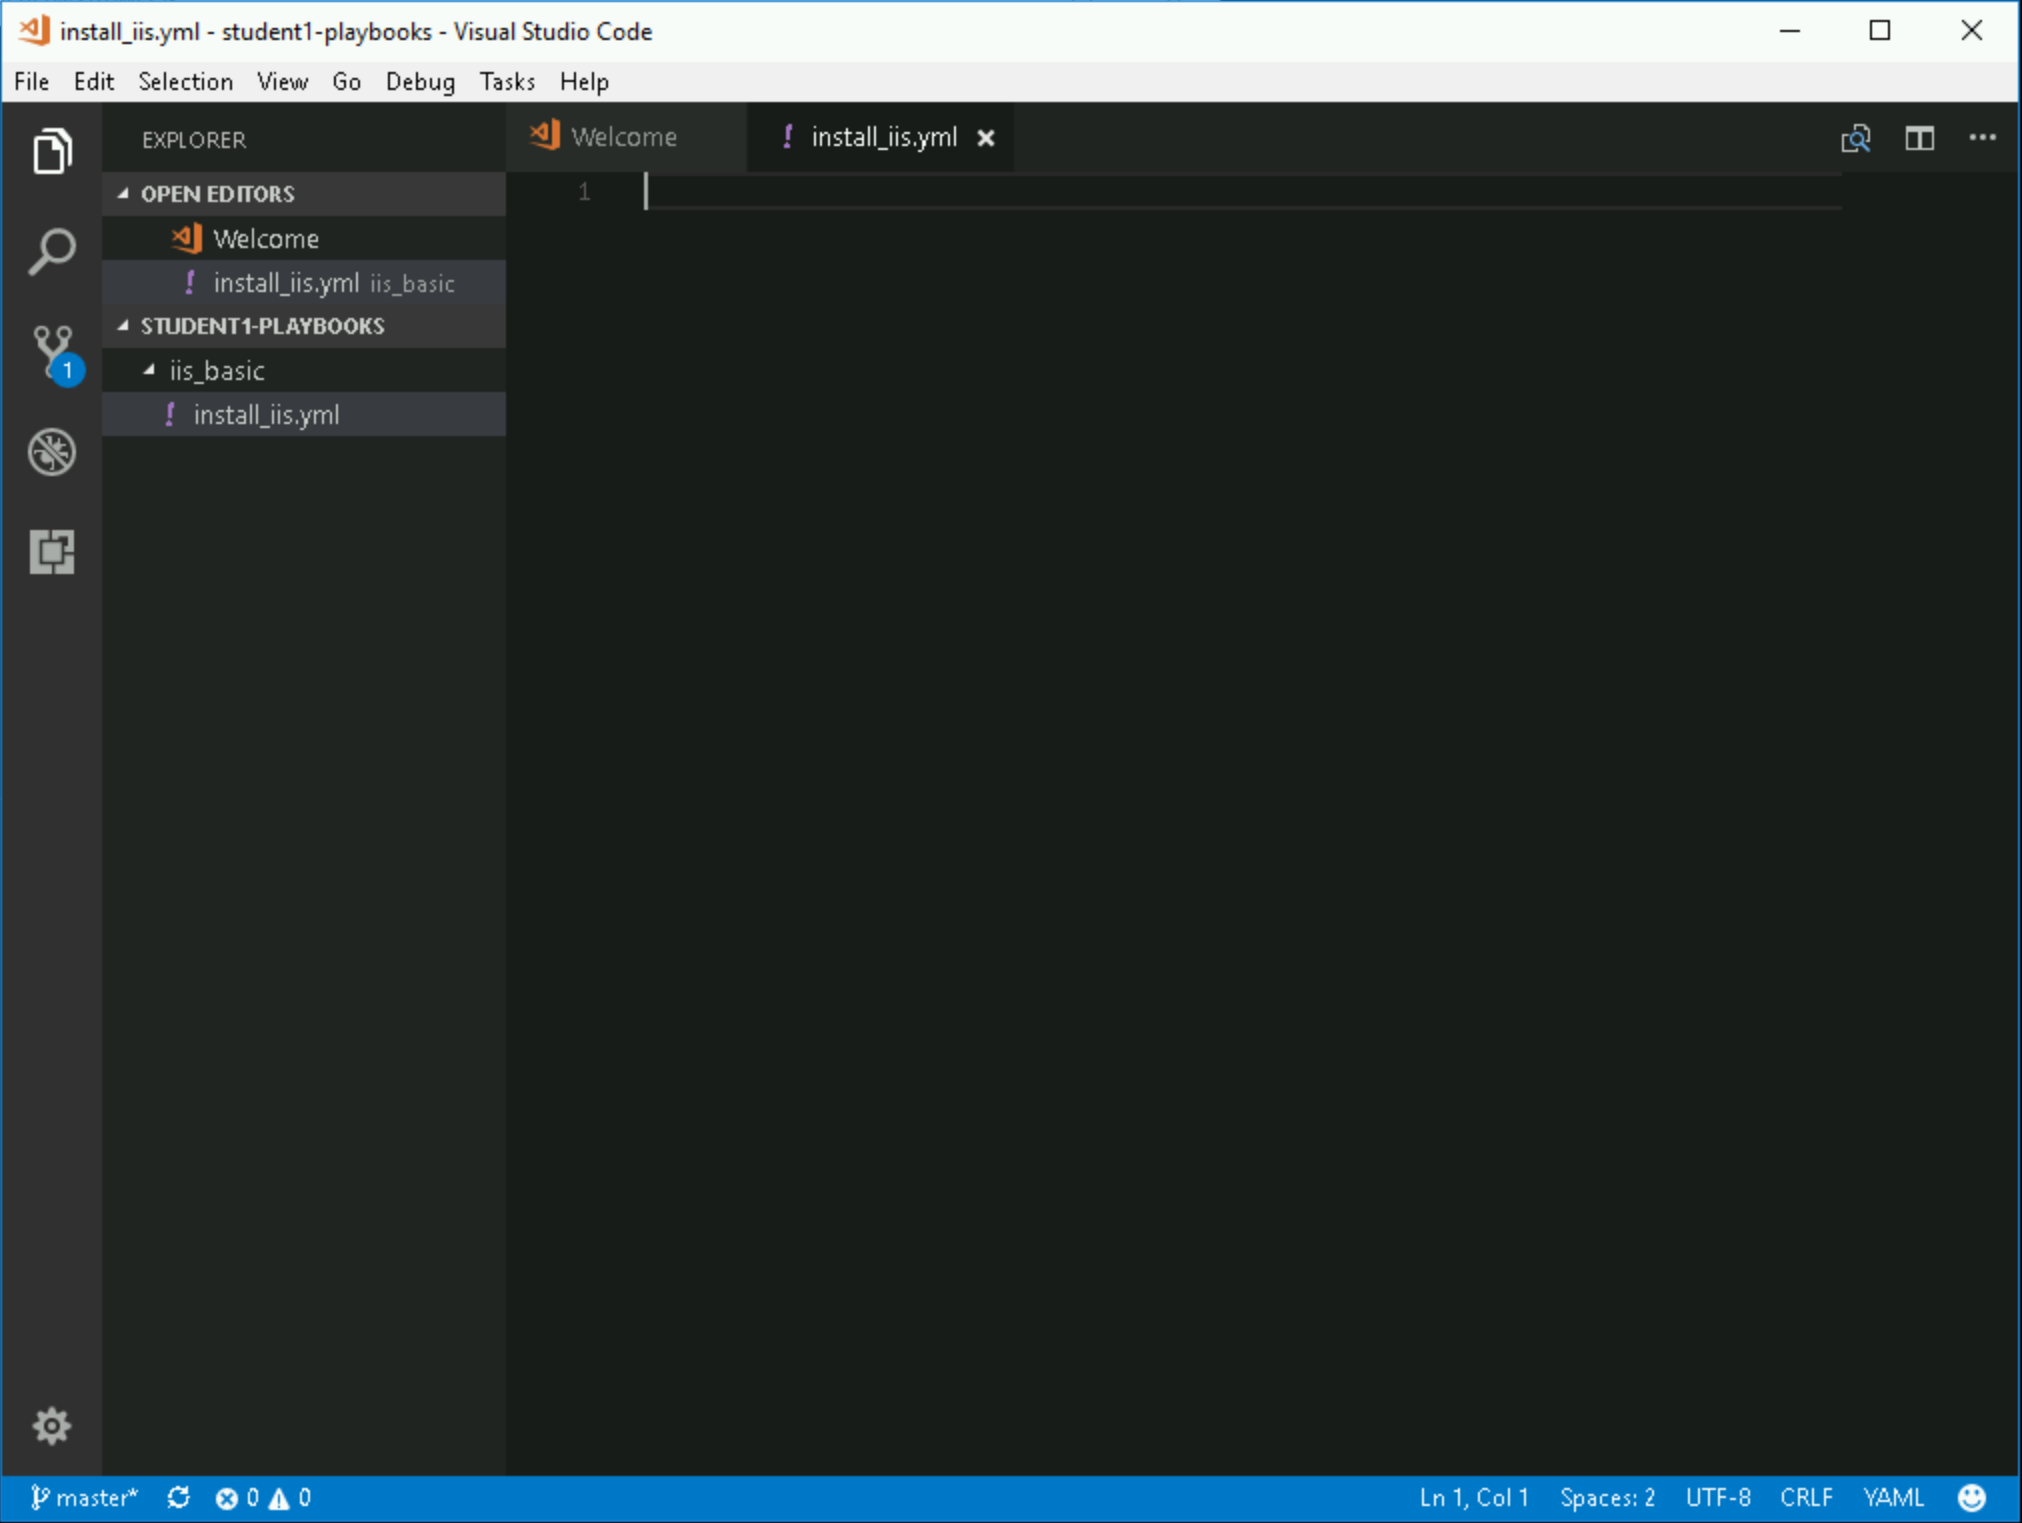 install_iis.yml - student1-playbooks - Visual Studio Code
File Edit Selection View Go Debug Tasks Help
EXPLORER
Welcome
install_iis.yml
OPEN EDITORS
Welcome
install_iis.yml iis_basic
STUDENT1-PLAYBOOKS
iis_basic
install_iis.yml
1
1
master* 0 0
Ln 1, Col 1 Spaces: 2 UTF-8 CRLF YAML